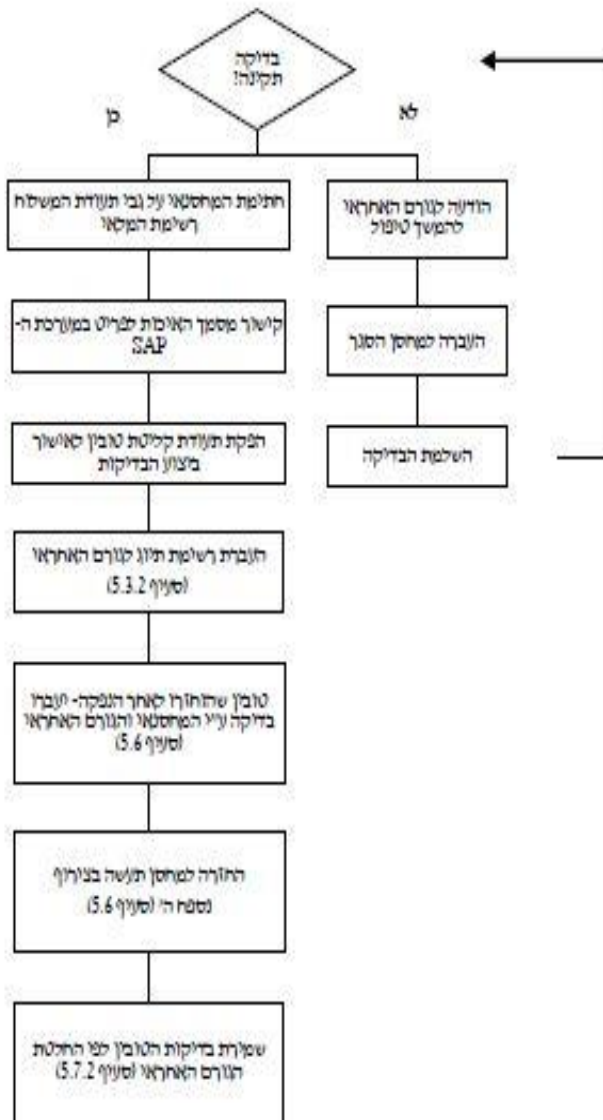 בדיקה
תקינה?
כן
לא
חתימת המחסנאי על גבי תעודת המשלוח
רשימת המלאי
קישור מסמך האיכות לפריט במערכת ה-
SAP
הפקת תעודת קליטת טובין לאישור
ביצוע הבדיקות
העברת רשימת תיוג לגורם האחראי
(סעיף 5.3.2)
טובין שהוחזרו לאחר הנפקה- יעברו
בדיקה ע"י המחסנאי והגורם האחראי
(סעיף 5.6)
החזרה למחסן תעשה בצירוף
נספח ה' (סעיף 5.6)
שמירת בדיקות הטובין לפי החלטת
הגורם האחראי (סעיף 5.7.2)
הודעה לגורם האחראי
להמשך טיפול
העברה למחסן הסגר
השלמת הבדיקה